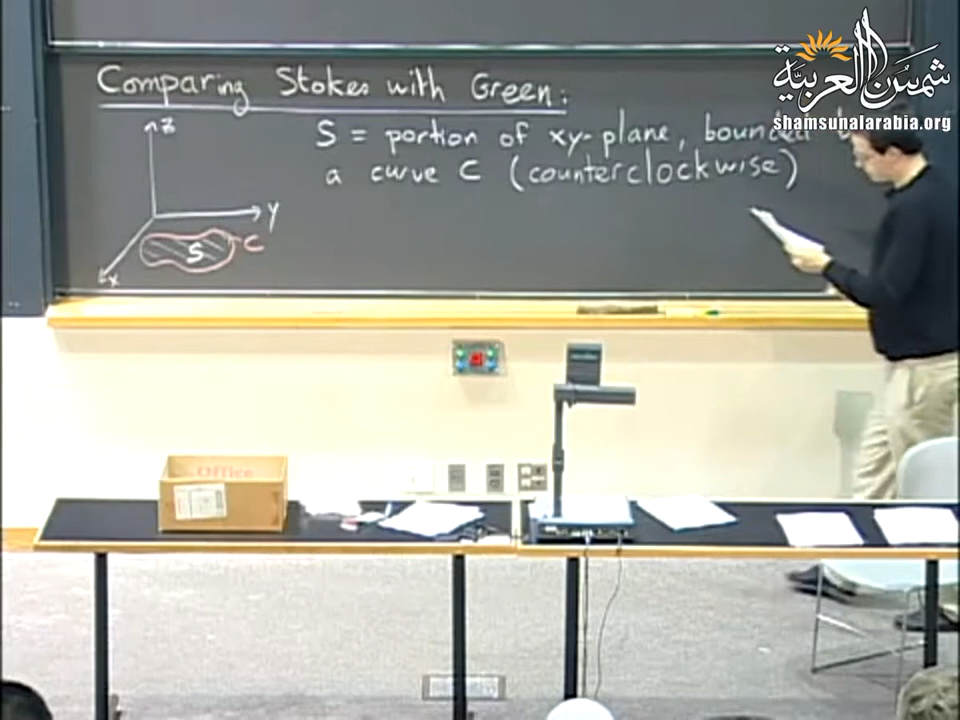 Comparing Stokes with Green:
z
S = portion of xy-plane, bounded
a curve C (counterclockwise)
y
C
S
x
شمس العربية
shamsunalarabia.org
Office